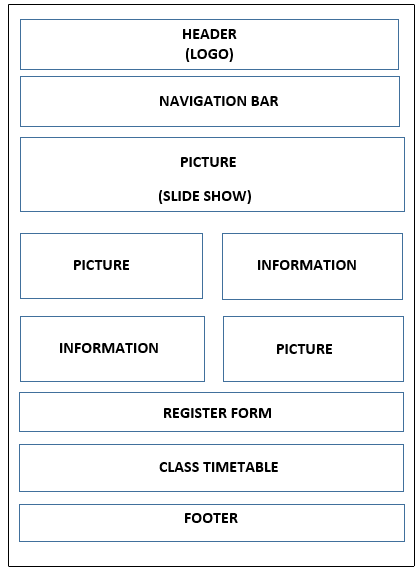 HEADER
(LOGO)
NAVIGATION BAR
PICTURE
(SLIDE SHOW)
PICTURE
INFORMATION
INFORMATION
PICTURE
REGISTER FORM
CLASS TIMETABLE
FOOTER